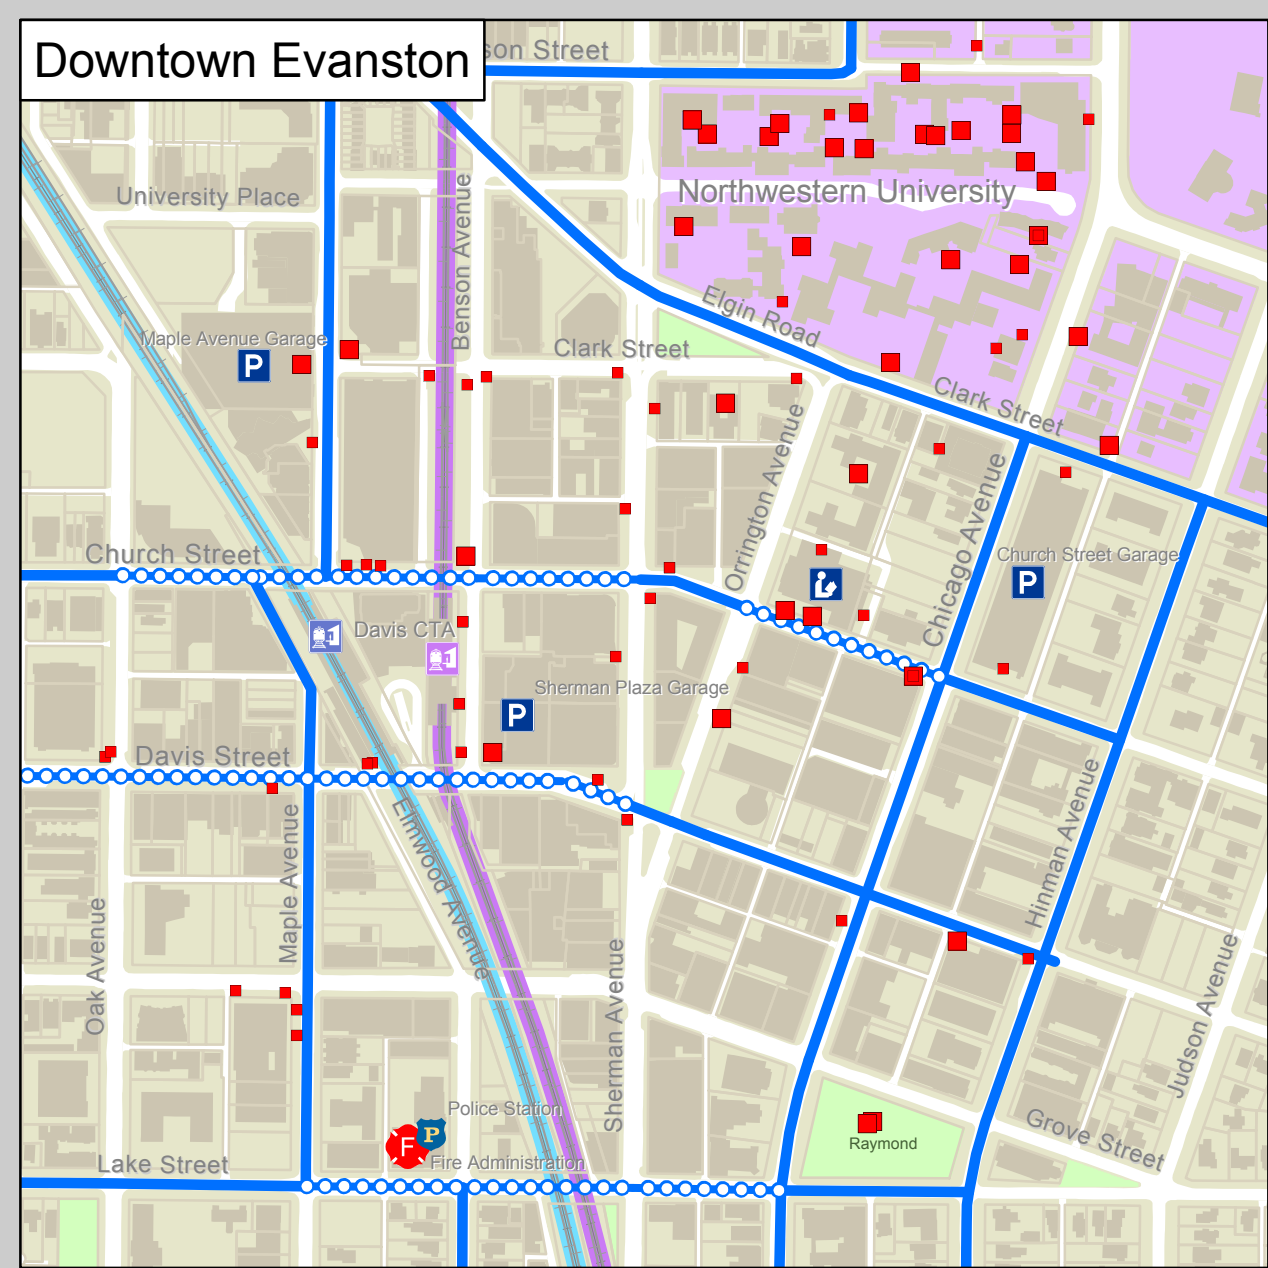 Downtown Evanston
son Street
University Place
Northwestern University
Benson Avenue
Elgin Road
Maple Avenue Garage
P
Clark Street
Clark Street
Orrington Avenue
Chicago Avenue
Church Street
Church Street Garage
P
Davis CTA
Sherman Plaza Garage
P
Davis Street
Hinman Avenue
Maple Avenue
Elmwood Avenue
Oak Avenue
Sherman Avenue
Judson Avenue
Police Station
P
F
Fire Administration
Raymond
Grove Street
Lake Street